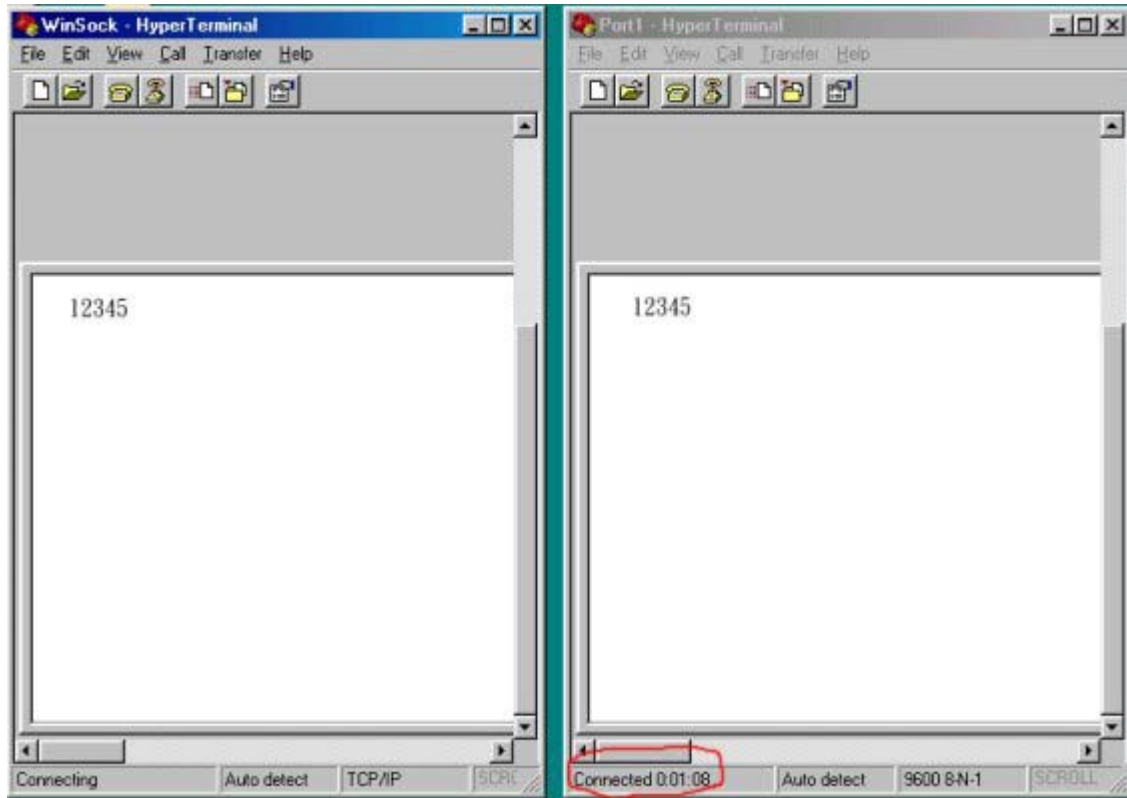 WinSock - HyperTerminal
File Edit View Call Transfer Help
12345
Connecting Auto detect TCP/IP SCRC
Port1 - HyperTerminal
File Edit View Call Transfer Help
12345
Connected 0:01:08 Auto detect 9600 8-N-1 SCROLL